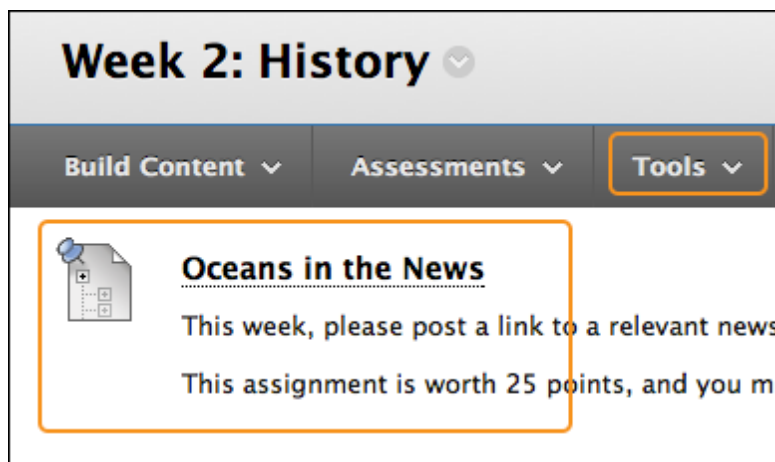 Week 2: History
Build Content Assessments Tools
Oceans in the News
This week, please post a link to a relevant news
This assignment is worth 25 points, and you m